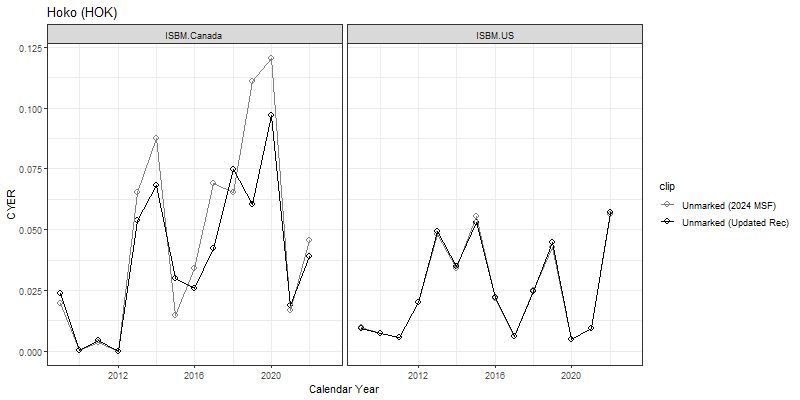 Hoko (HOK)
ISBM.Canada
ISBM.US
0.125
0.100
0.075
0.050
0.025
0.000
CYER
2012
2016
2020
2012
2016
2020
Calendar Year
clip
Unmarked (2024 MSF)
Unmarked (Updated Rec)